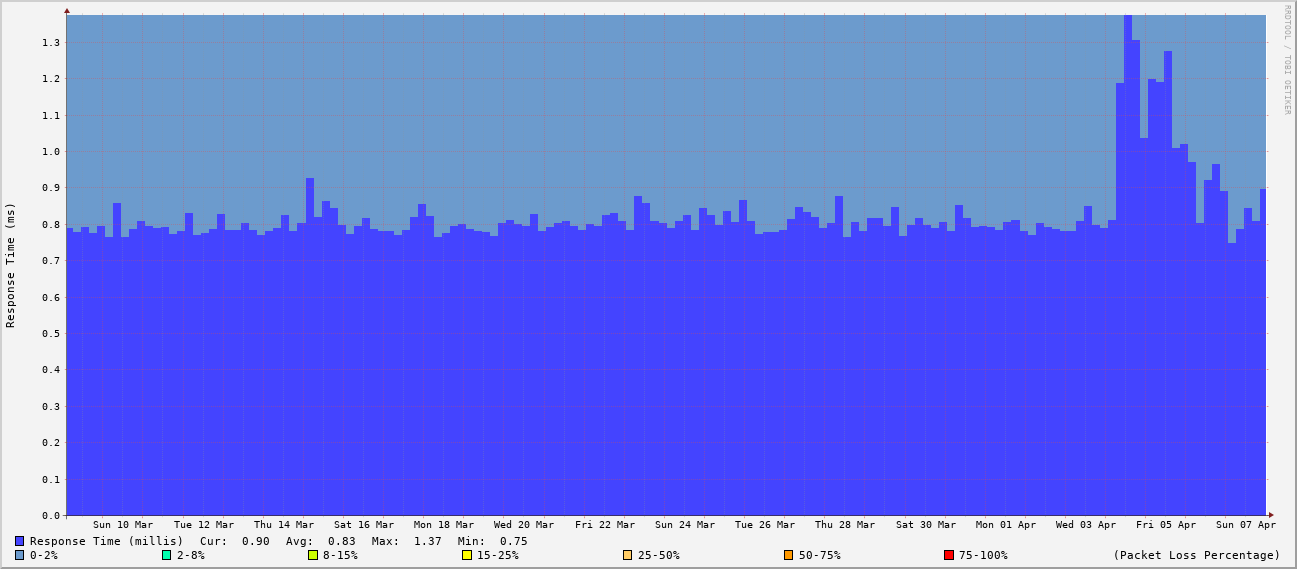 RRDTOOL / TOBI OETIKER
Response Time (ms)
1.3
1.2
1.1
1.0
0.9
0.8
0.7
0.6
0.5
0.4
0.3
0.2
0.1
0.0
Sun 10 Mar Tue 12 Mar Thu 14 Mar Sat 16 Mar Mon 18 Mar Wed 20 Mar Fri 22 Mar Sun 24 Mar Tue 26 Mar Thu 28 Mar Sat 30 Mar Mon 01 Apr Wed 03 Apr Fri 05 Apr Sun 07 Apr
Response Time (millis) Cur: 0.90 Avg: 0.83 Max: 1.37 Min: 0.75
0-2% 2-8% 8-15% 15-25% 25-50% 50-75% 75-100% (Packet Loss Percentage)